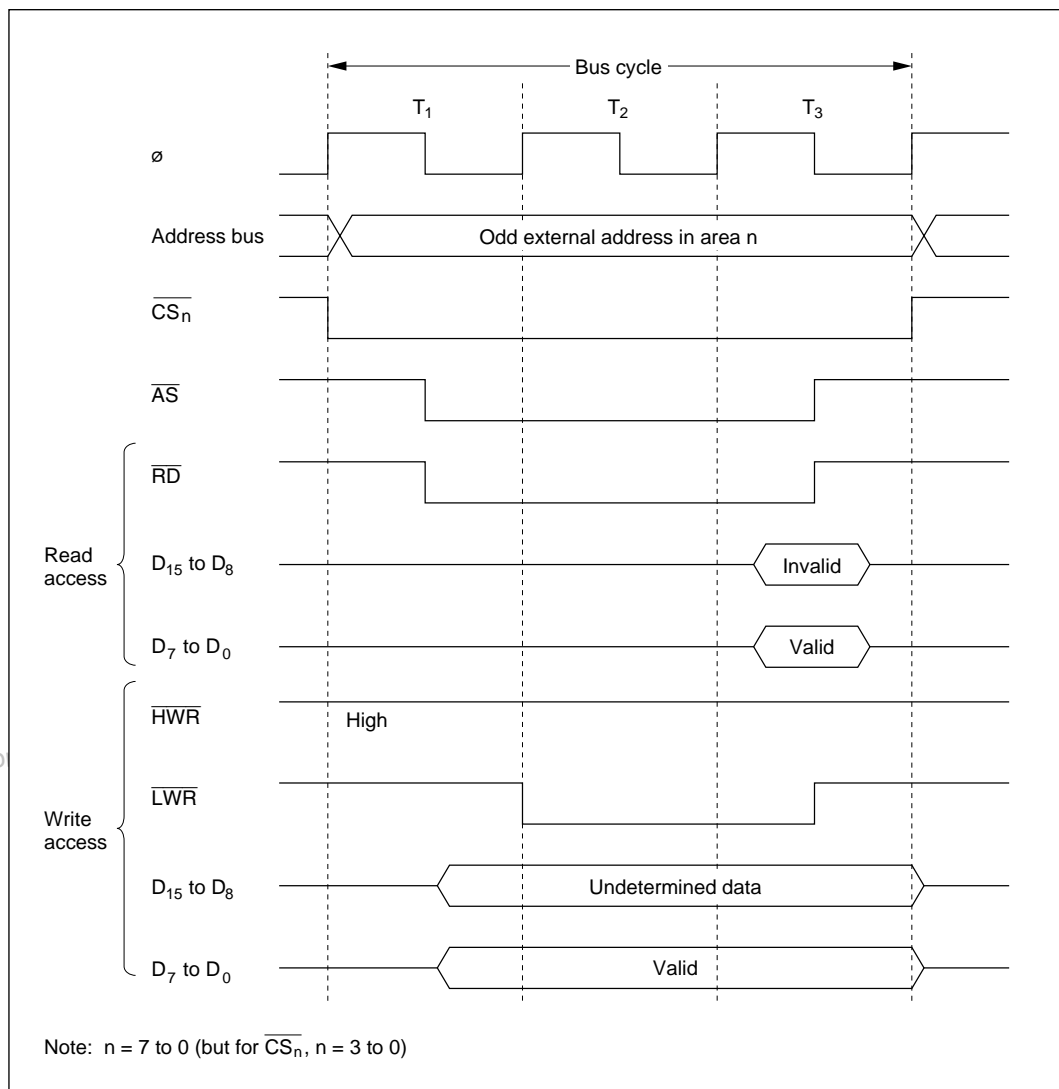 Bus cycle
T1 T2 T3
ø
Address bus Odd external address in area n
CSn
AS
RD
Read access
D15 to D8 Invalid
D7 to D0 Valid
HWR High
LWR
Write access
D15 to D8 Undetermined data
D7 to D0 Valid
Note: n = 7 to 0 (but for CSn, n = 3 to 0)